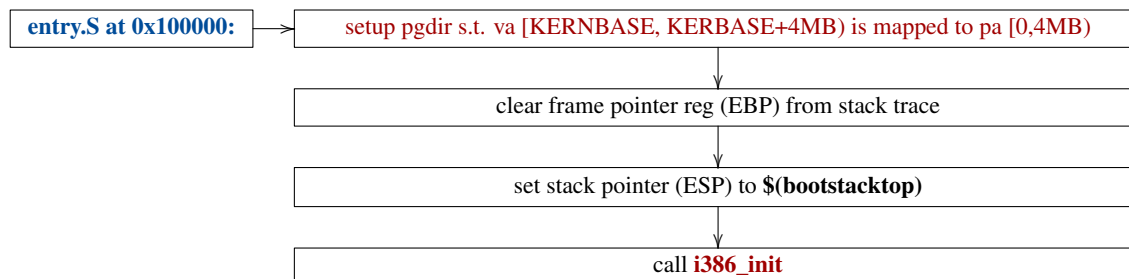 entry.S at 0x100000:
setup pgdir s.t. va [KERNBASE, KERBASE+4MB) is mapped to pa [0,4MB)
clear frame pointer reg (EBP) from stack trace
set stack pointer (ESP) to $(bootstacktop)
call i386_init